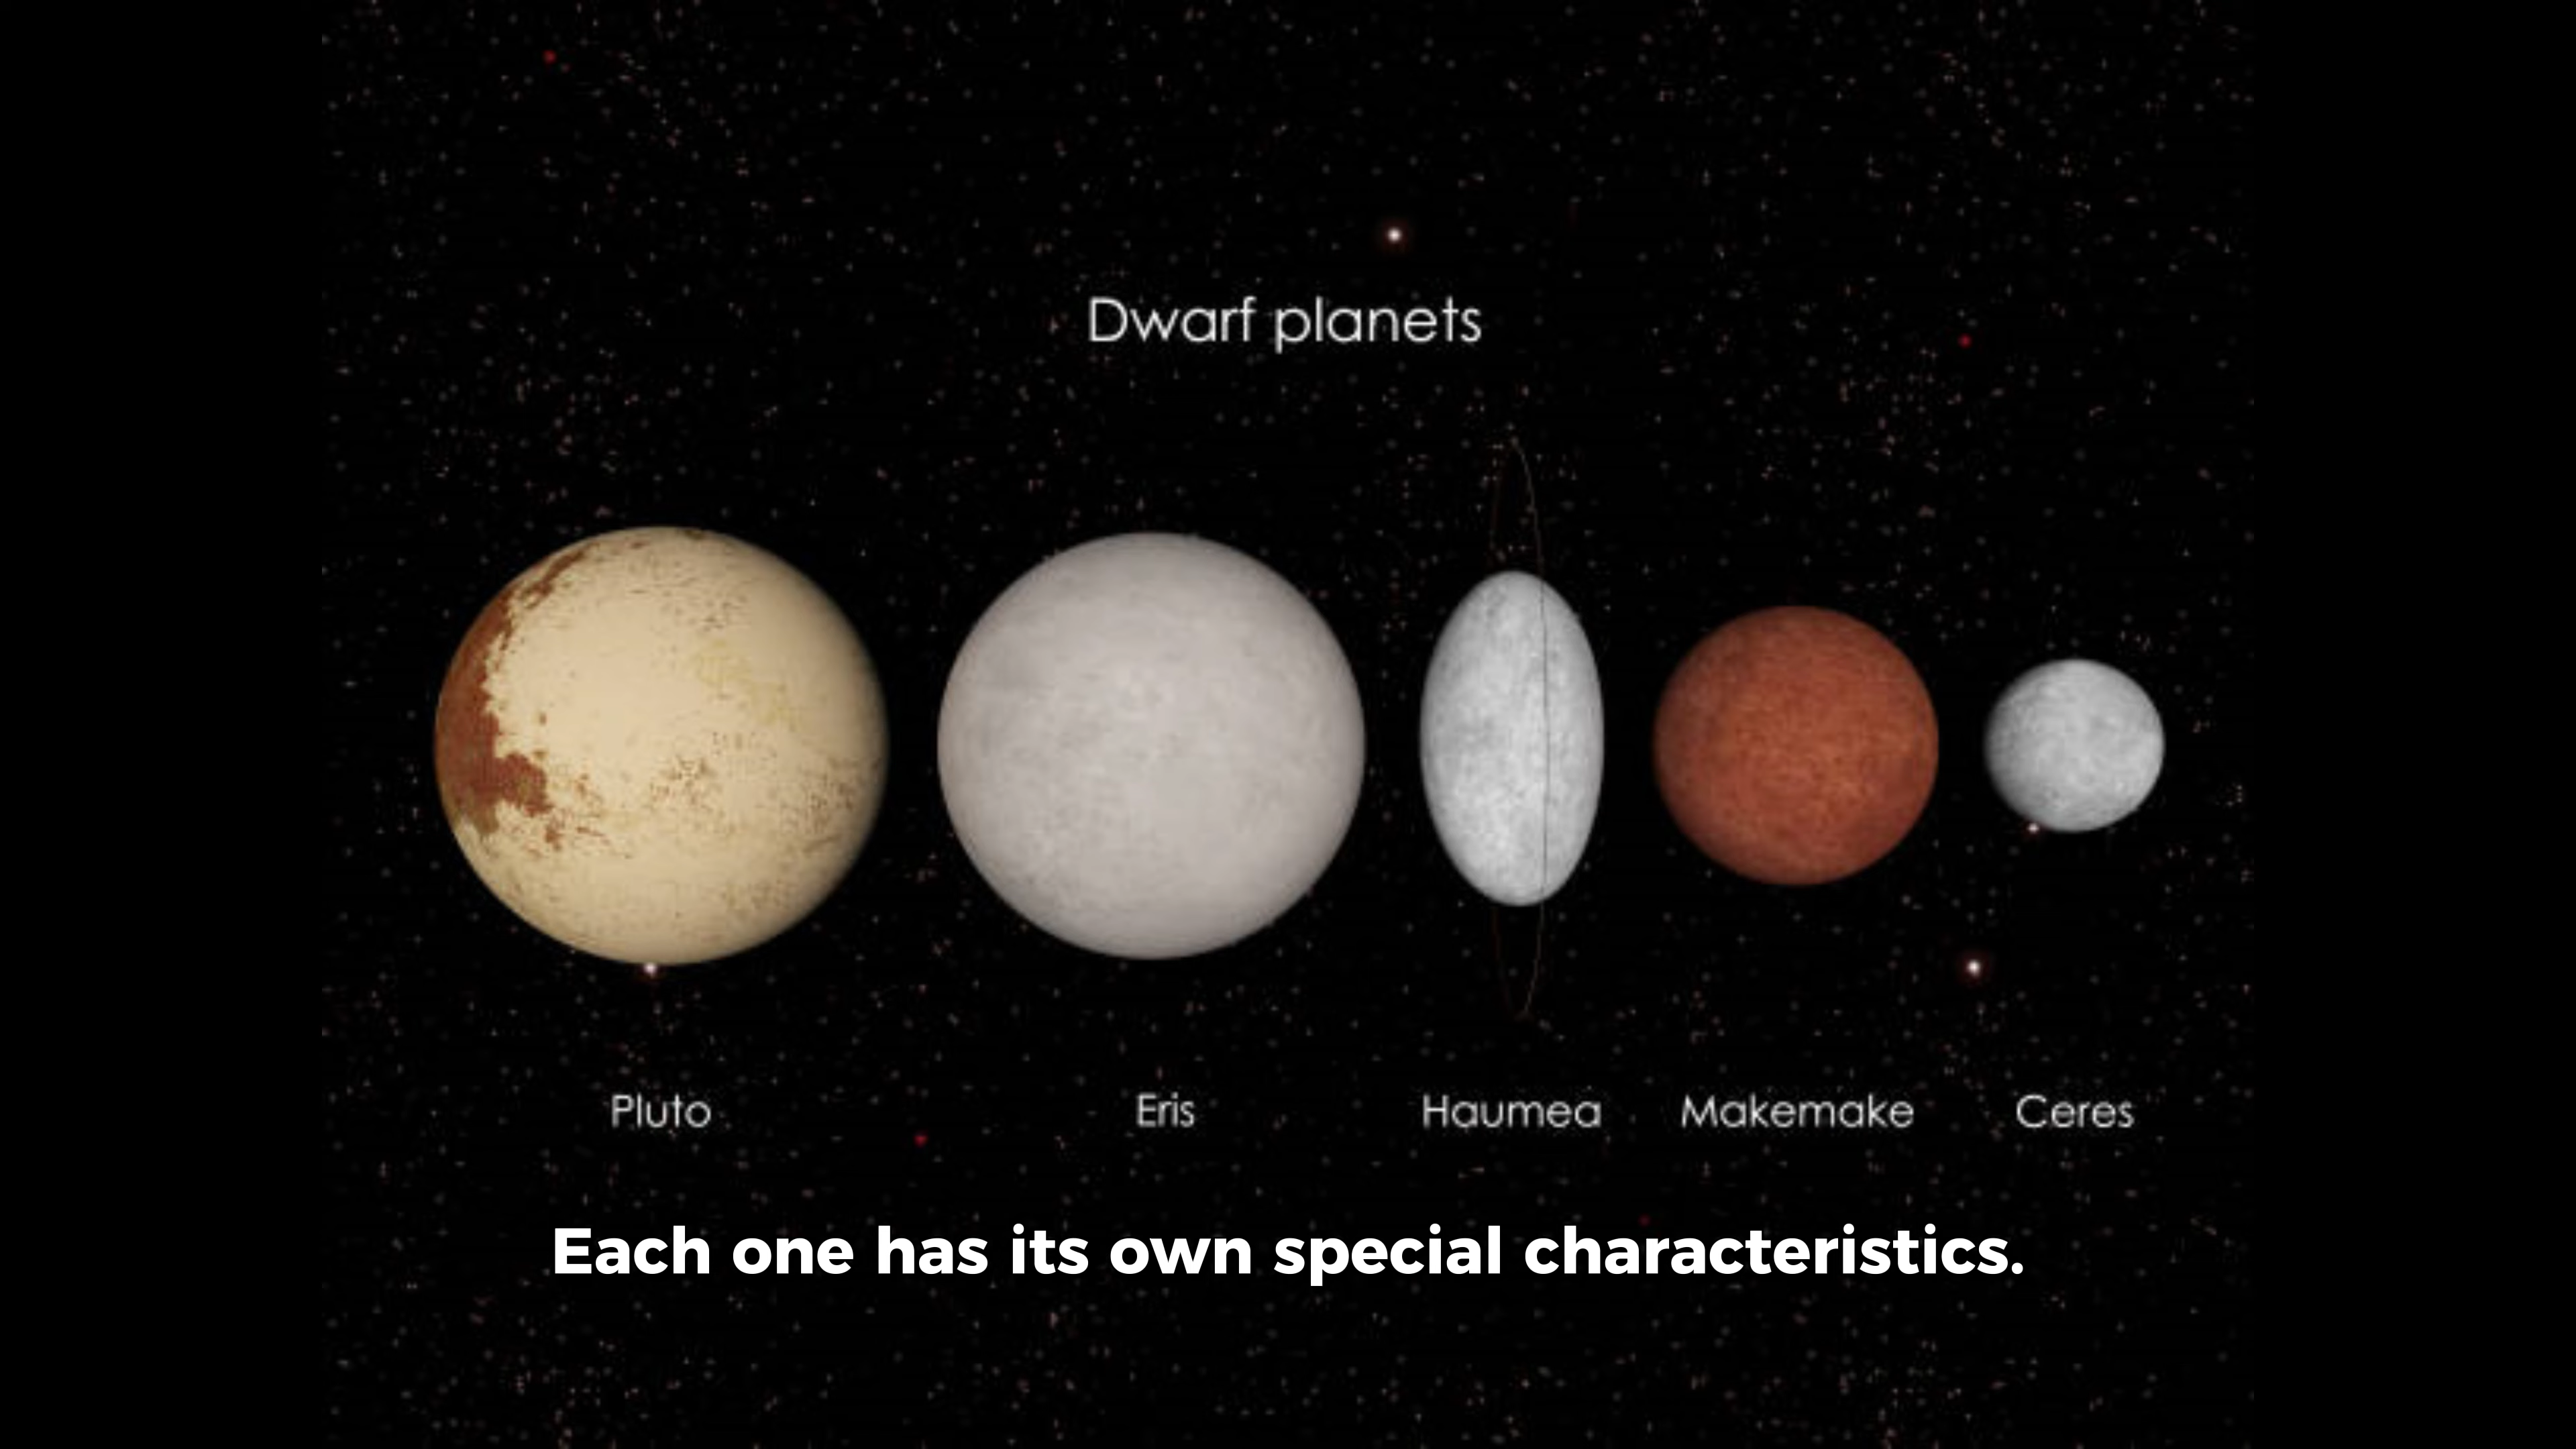 Dwarf planets
Pluto Eris Haumea Makemake Ceres
Each one has its own special characteristics.